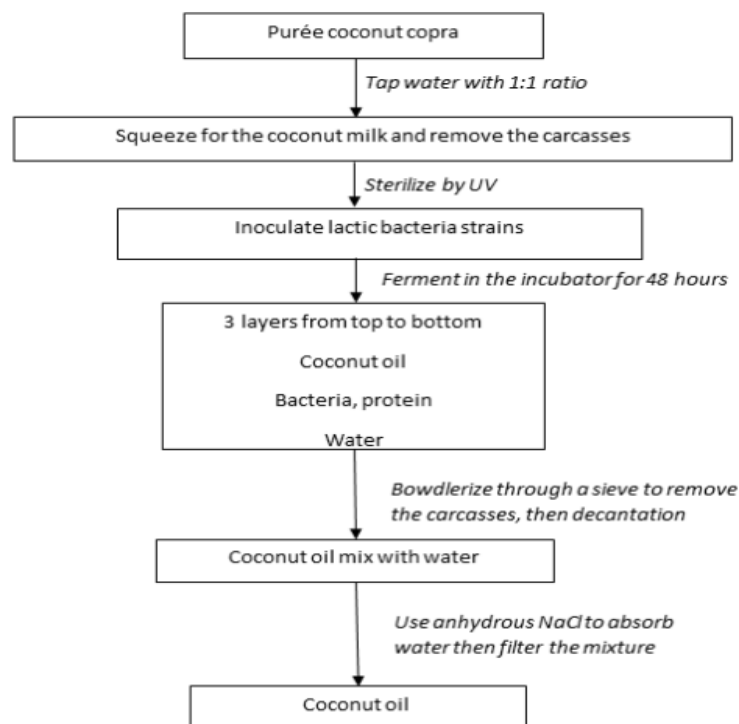 Purée coconut copra
Tap water with 1:1 ratio
Squeeze for the coconut milk and remove the carcasses
Sterilize by UV
Inoculate lactic bacteria strains
Ferment in the incubator for 48 hours
3 layers from top to bottom
Coconut oil
Bacteria, protein
Water
Bowdlerize through a sieve to remove
the carcasses, then decantation
Coconut oil mix with water
Use anhydrous NaCl to absorb
water then filter the mixture
Coconut oil